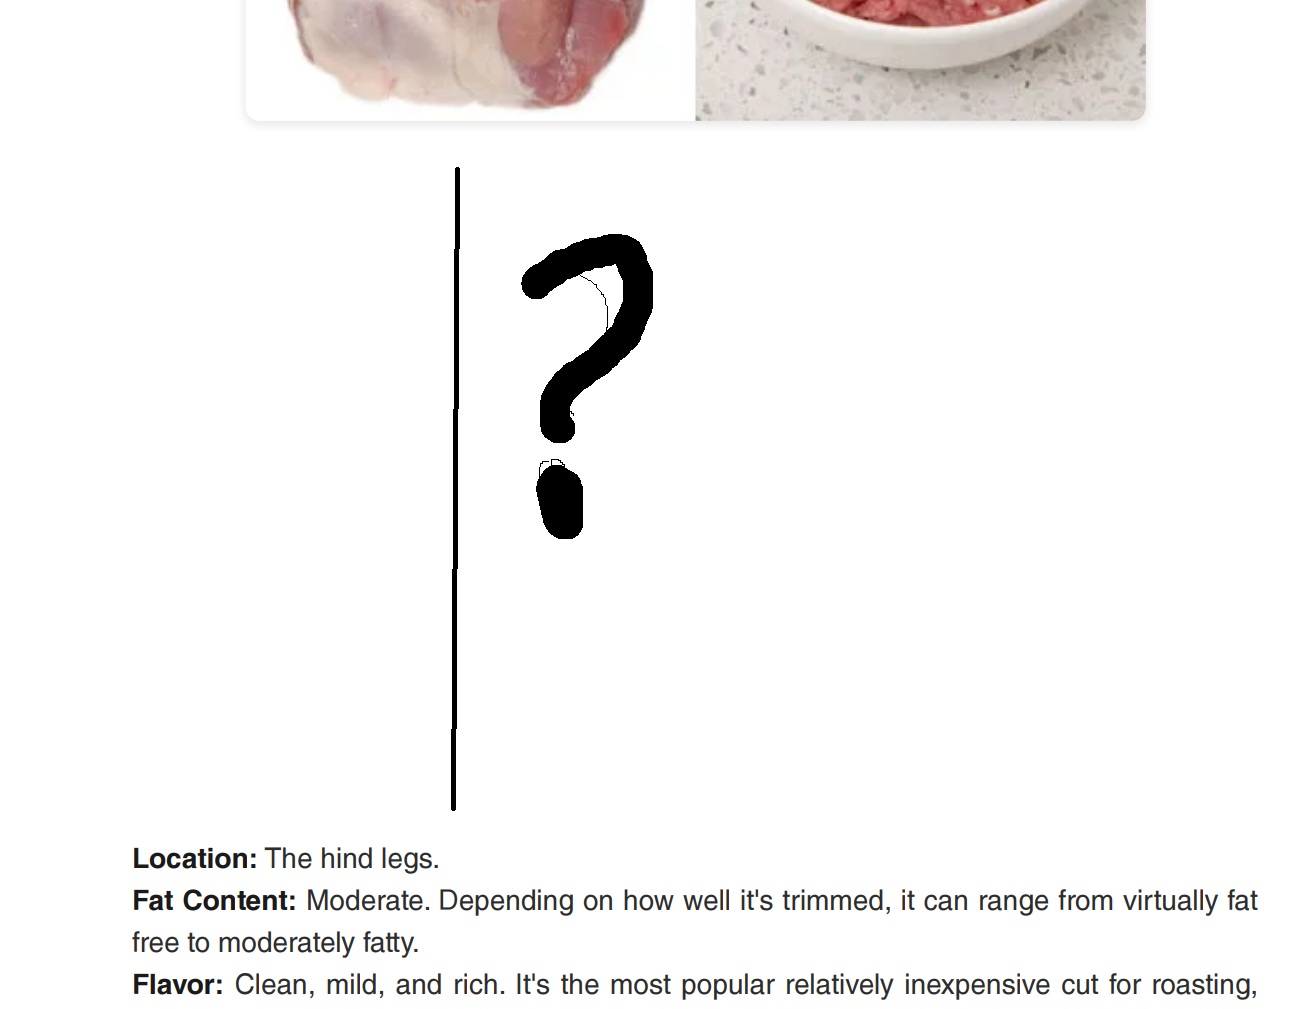 ?
Location: The hind legs.
Fat Content: Moderate. Depending on how well it's trimmed, it can range from virtually fat
free to moderately fatty.
Flavor: Clean, mild, and rich. It's the most popular relatively inexpensive cut for roasting,